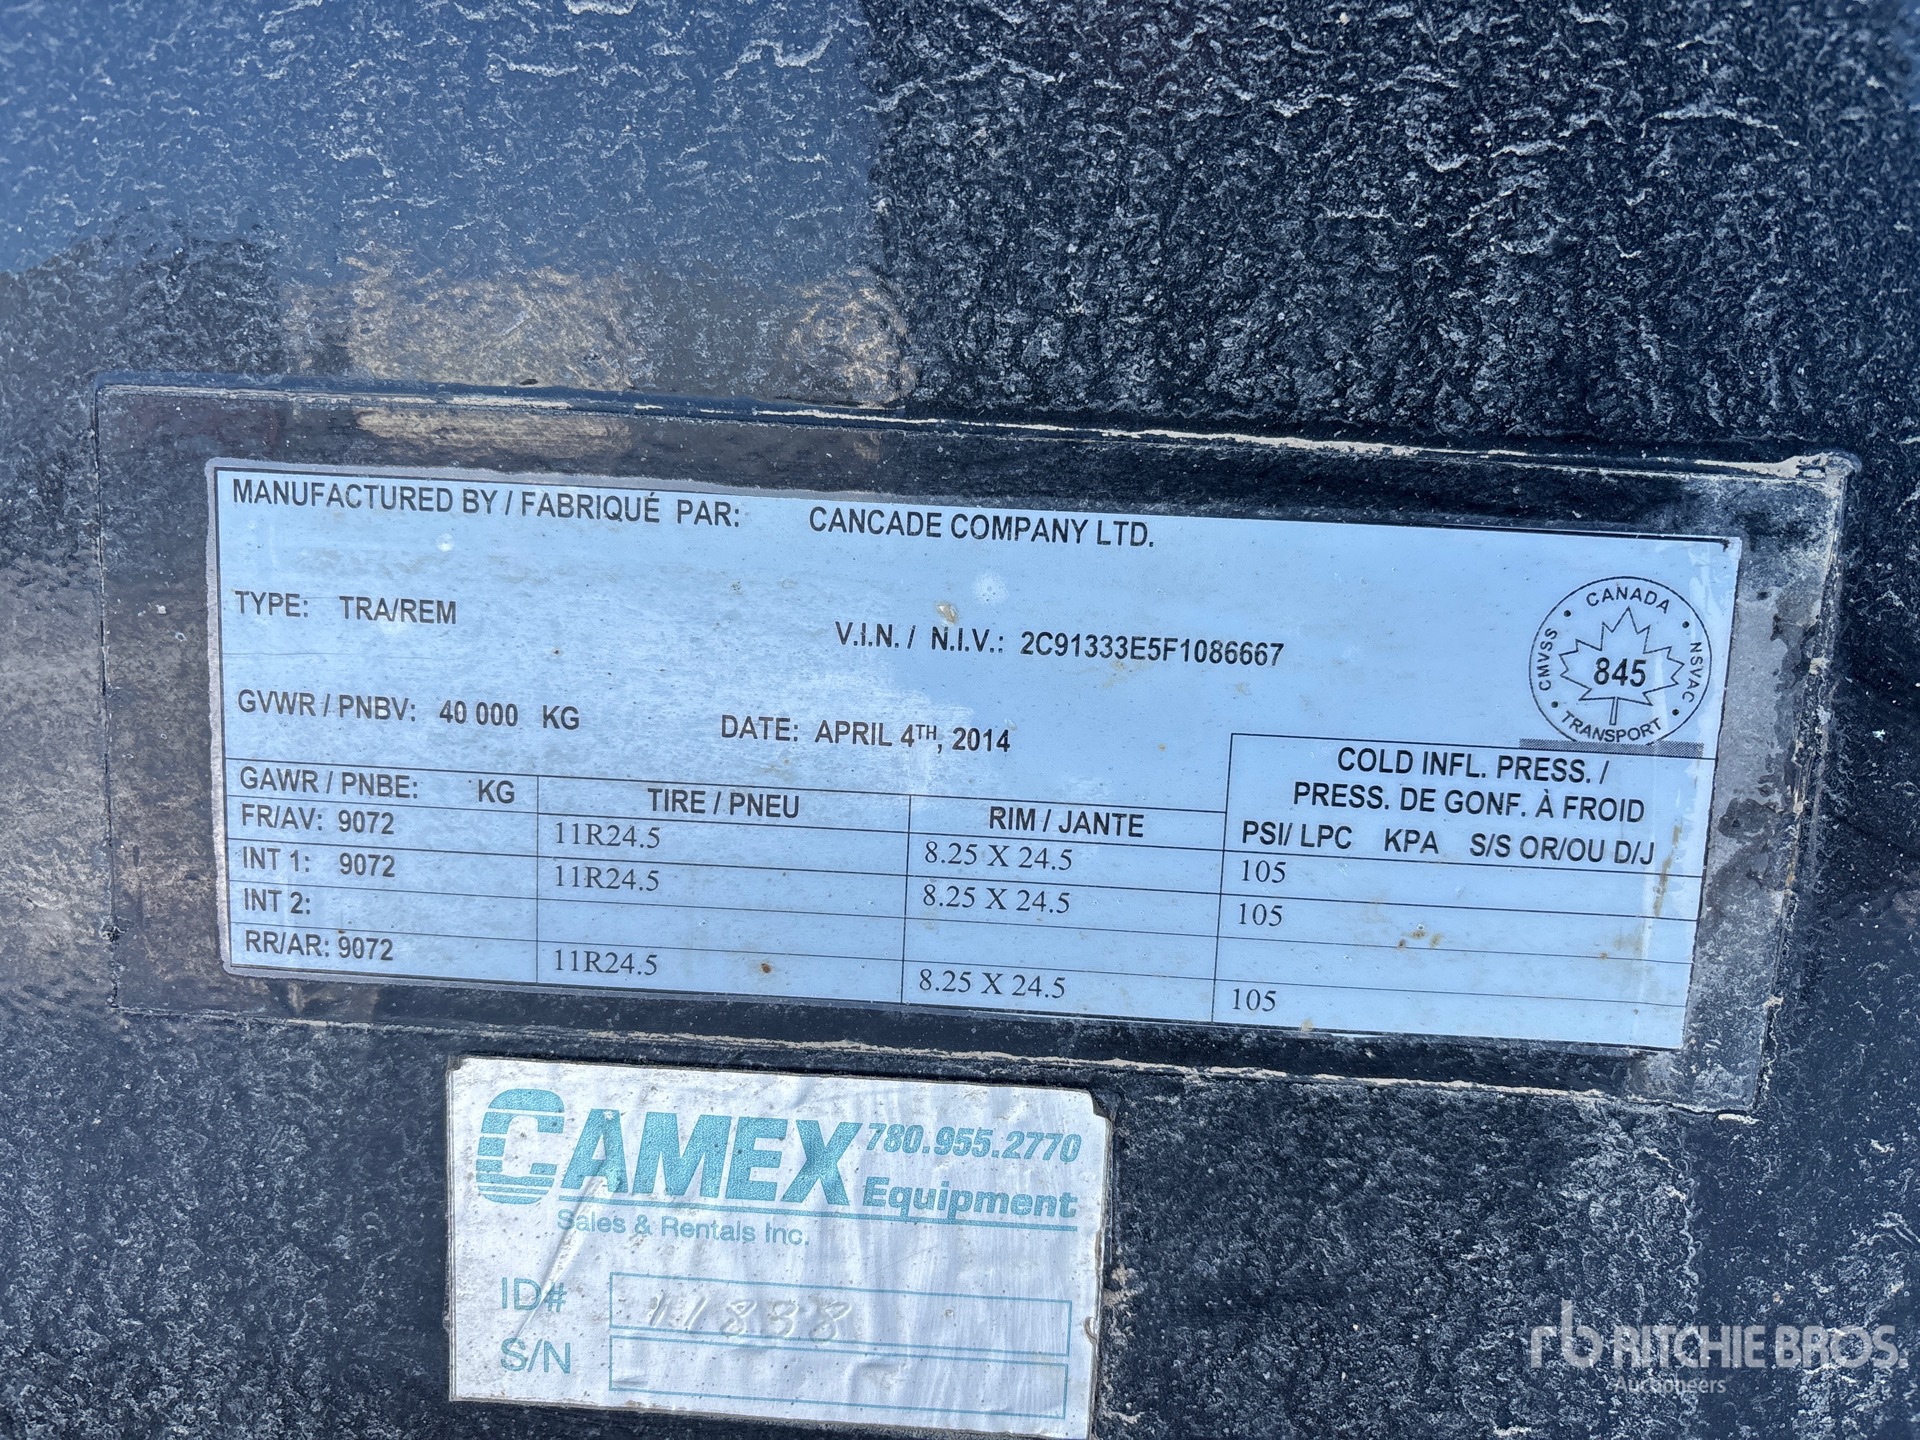 MANUFACTURED BY / FABRIQUÉ PAR: CANCADE COMPANY LTD.
TYPE: TRA/REM
V.I.N. / N.I.V.: 2C91333E5F1086667
CANADA
CMVSS 845 NSVAC
TRANSPORT
GVWR / PNBV: 40 000 KG DATE: APRIL 4TH, 2014
COLD INFL. PRESS. /
PRESS. DE GONF. À FROID
GAWR / PNBE: KG TIRE / PNEU RIM / JANTE PSI/ LPC KPA S/S OR/OU D/J
FR/AV: 9072 11R24.5 8.25 X 24.5 105
INT 1: 9072 11R24.5 8.25 X 24.5 105
INT 2:
RR/AR: 9072 11R24.5 8.25 X 24.5 105
CAMEX 780.955.2770
Equipment
Sales & Rentals Inc.
ID# 11838
S/N
rb RITCHIE BROS.
Auctioneers